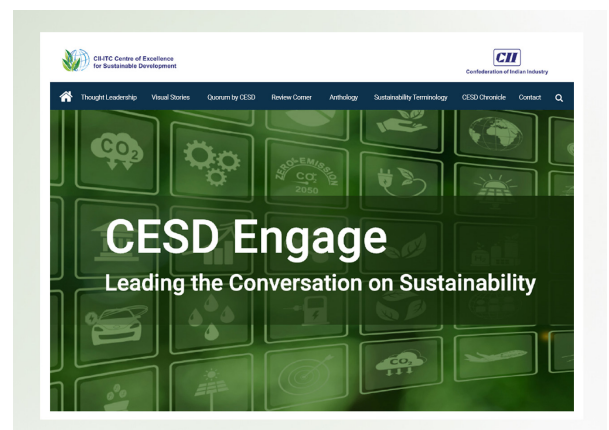 CII-ITC Centre of Excellence
for Sustainable Development
CII
Confederation of Indian Industry
Thought Leadership Visual Stories Quorum by CESD Review Corner Anthology Sustainability Terminology CESD Chronicle Contact
CO2
ZERO-EMISSION
CO2
2050
CESD Engage
Leading the Conversation on Sustainability
CO2